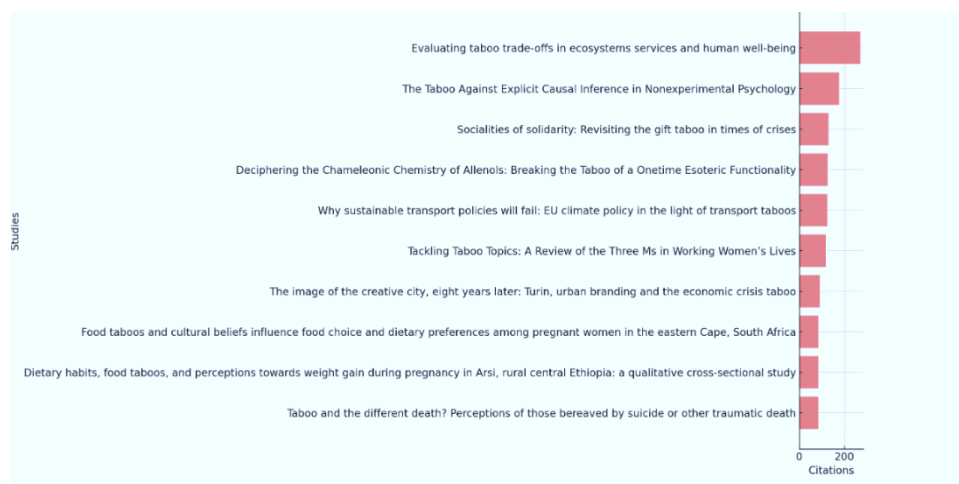 Evaluating taboo trade-offs in ecosystems services and human well-being
The Taboo Against Explicit Causal Inference in Nonexperimental Psychology
Socialities of solidarity: Revisiting the gift taboo in times of crises
Deciphering the Chameleonic Chemistry of Allenols: Breaking the Taboo of a Onetime Esoteric Functionality
Why sustainable transport policies will fail: EU climate policy in the light of transport taboos
Studies
Tackling Taboo Topics: A Review of the Three Ms in Working Women's Lives
The image of the creative city, eight years later: Turin, urban branding and the economic crisis taboo
Food taboos and cultural beliefs influence food choice and dietary preferences among pregnant women in the eastern Cape, South Africa
Dietary habits, food taboos, and perceptions towards weight gain during pregnancy in Arsi, rural central Ethiopia: a qualitative cross-sectional study
Taboo and the different death? Perceptions of those bereaved by suicide or other traumatic death
0 200
Citations